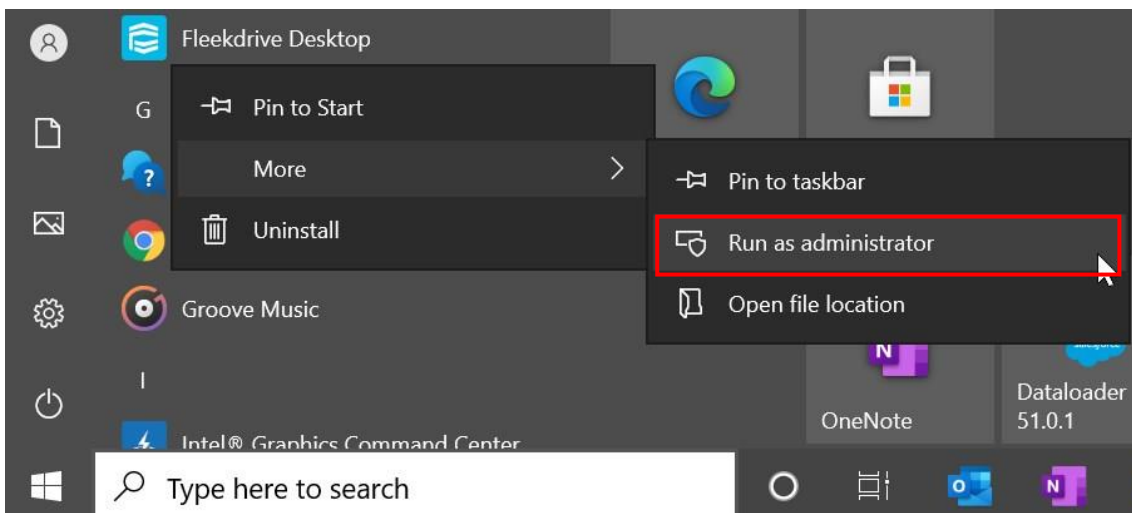 Fleekdrive Desktop
G
Pin to Start
More
Uninstall
Pin to taskbar
Run as administrator
Open file location
Groove Music
I
Intel® Graphics Command Center
OneNote
Dataloader
51.0.1
Type here to search